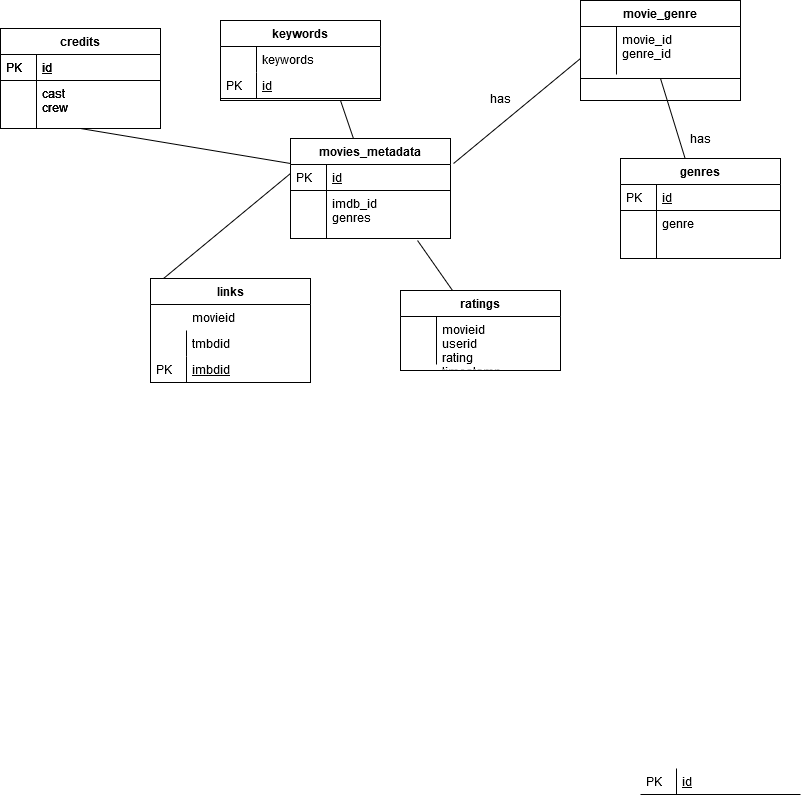 credits
PK id
cast
crew
keywords
keywords
PK id
movie_genre
movie_id
genre_id
has
has
movies_metadata
PK id
imdb_id
genres
genres
PK id
genre
links
movieid
tmbdid
PK imbdid
ratings
movieid
userid
rating
PK id